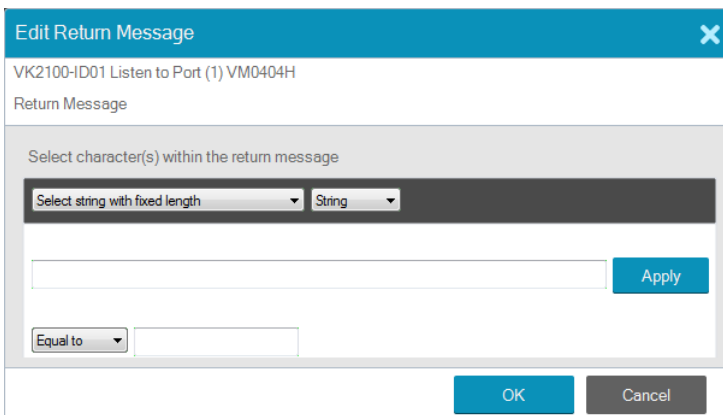 Edit Return Message
VK2100-ID01 Listen to Port (1) VM0404H
Return Message
Select character(s) within the return message
Select string with fixed length String
Apply
Equal to
OK Cancel